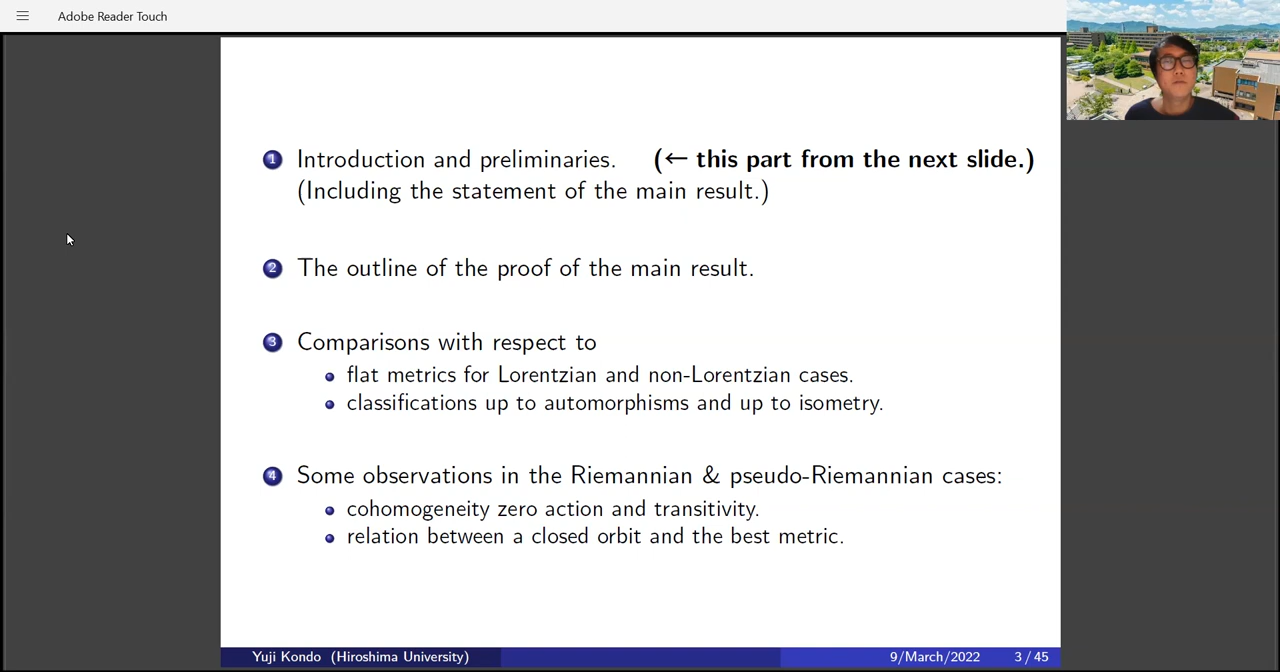 Adobe Reader Touch
1 Introduction and preliminaries. (← this part from the next slide.)
(Including the statement of the main result.)
2 The outline of the proof of the main result.
3 Comparisons with respect to
• flat metrics for Lorentzian and non-Lorentzian cases.
• classifications up to automorphisms and up to isometry.
4 Some observations in the Riemannian & pseudo-Riemannian cases:
• cohomogeneity zero action and transitivity.
• relation between a closed orbit and the best metric.
Yuji Kondo (Hiroshima University) 9/March/2022 3 / 45